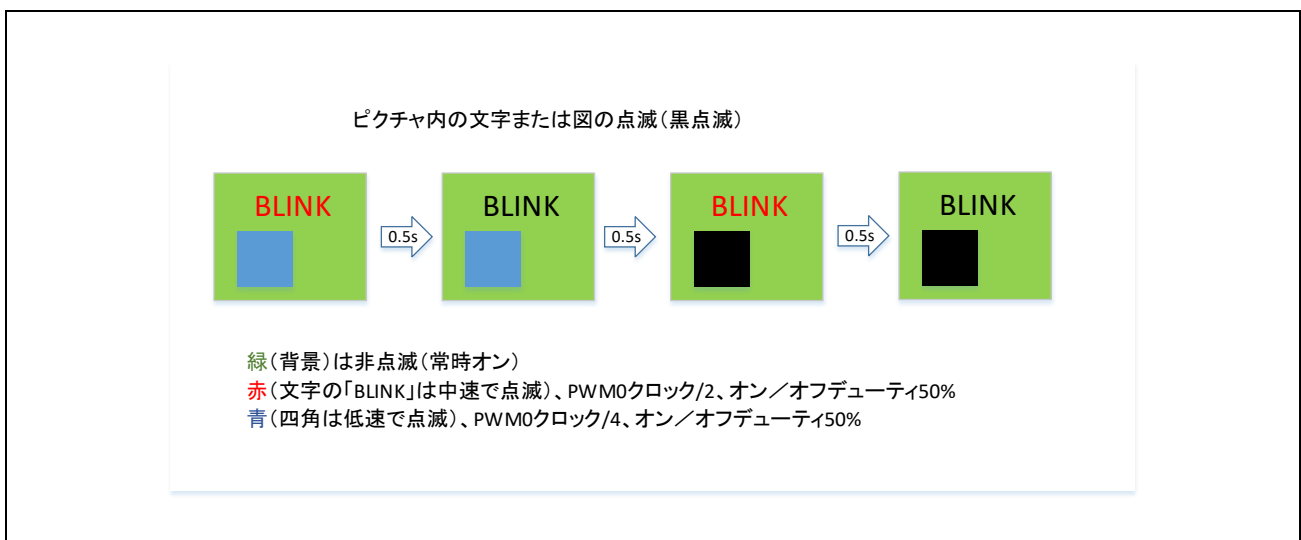 ピクチャ内の文字または図の点滅(黒点滅)
BLINK
BLINK
BLINK
BLINK
0.5s
0.5s
0.5s
緑(背景)は非点滅(常時オン)
赤(文字の「BLINK」は中速で点滅)、PWM0クロック/2、オン／オフデューティ50%
青(四角は低速で点滅)、PWM0クロック/4、オン／オフデューティ50%